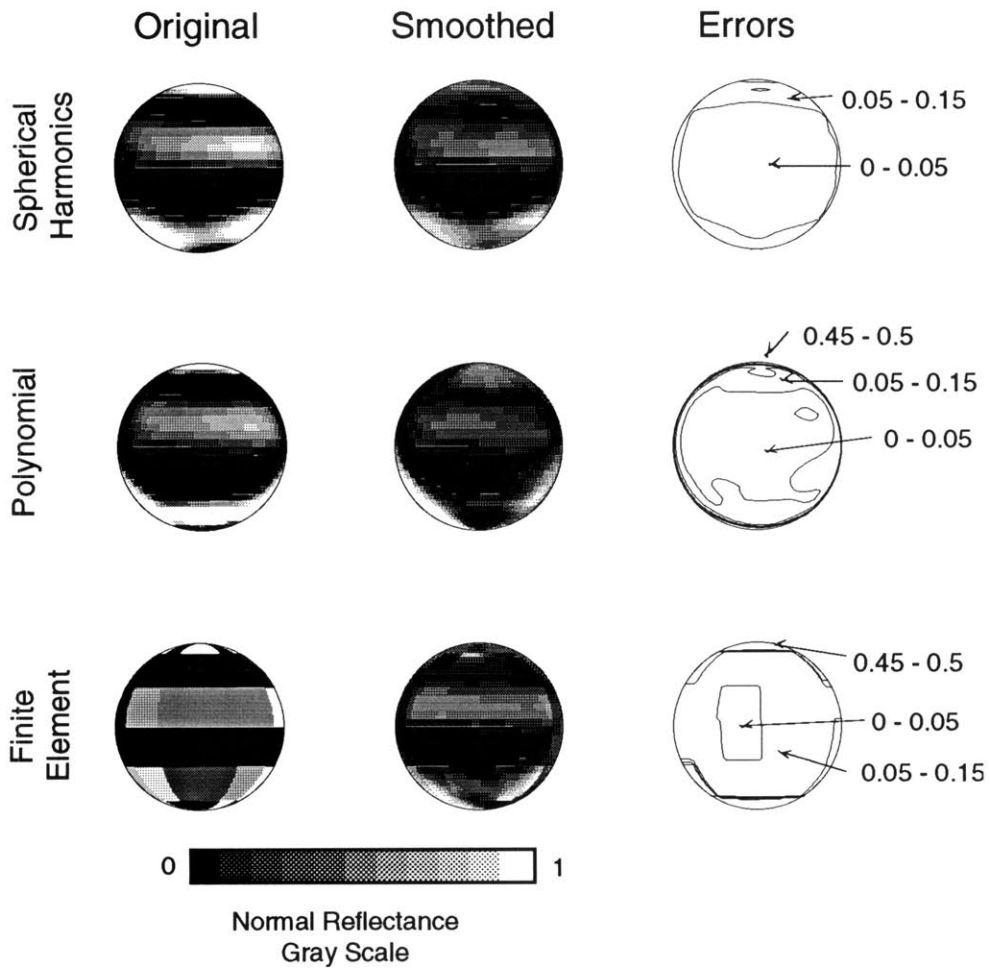 Original Smoothed Errors
Spherical
Harmonics
0.05 - 0.15
0 - 0.05
Polynomial
0.45 - 0.5
0.05 - 0.15
0 - 0.05
Finite
Element
0.45 - 0.5
0 - 0.05
0.05 - 0.15
0 1
Normal Reflectance
Gray Scale